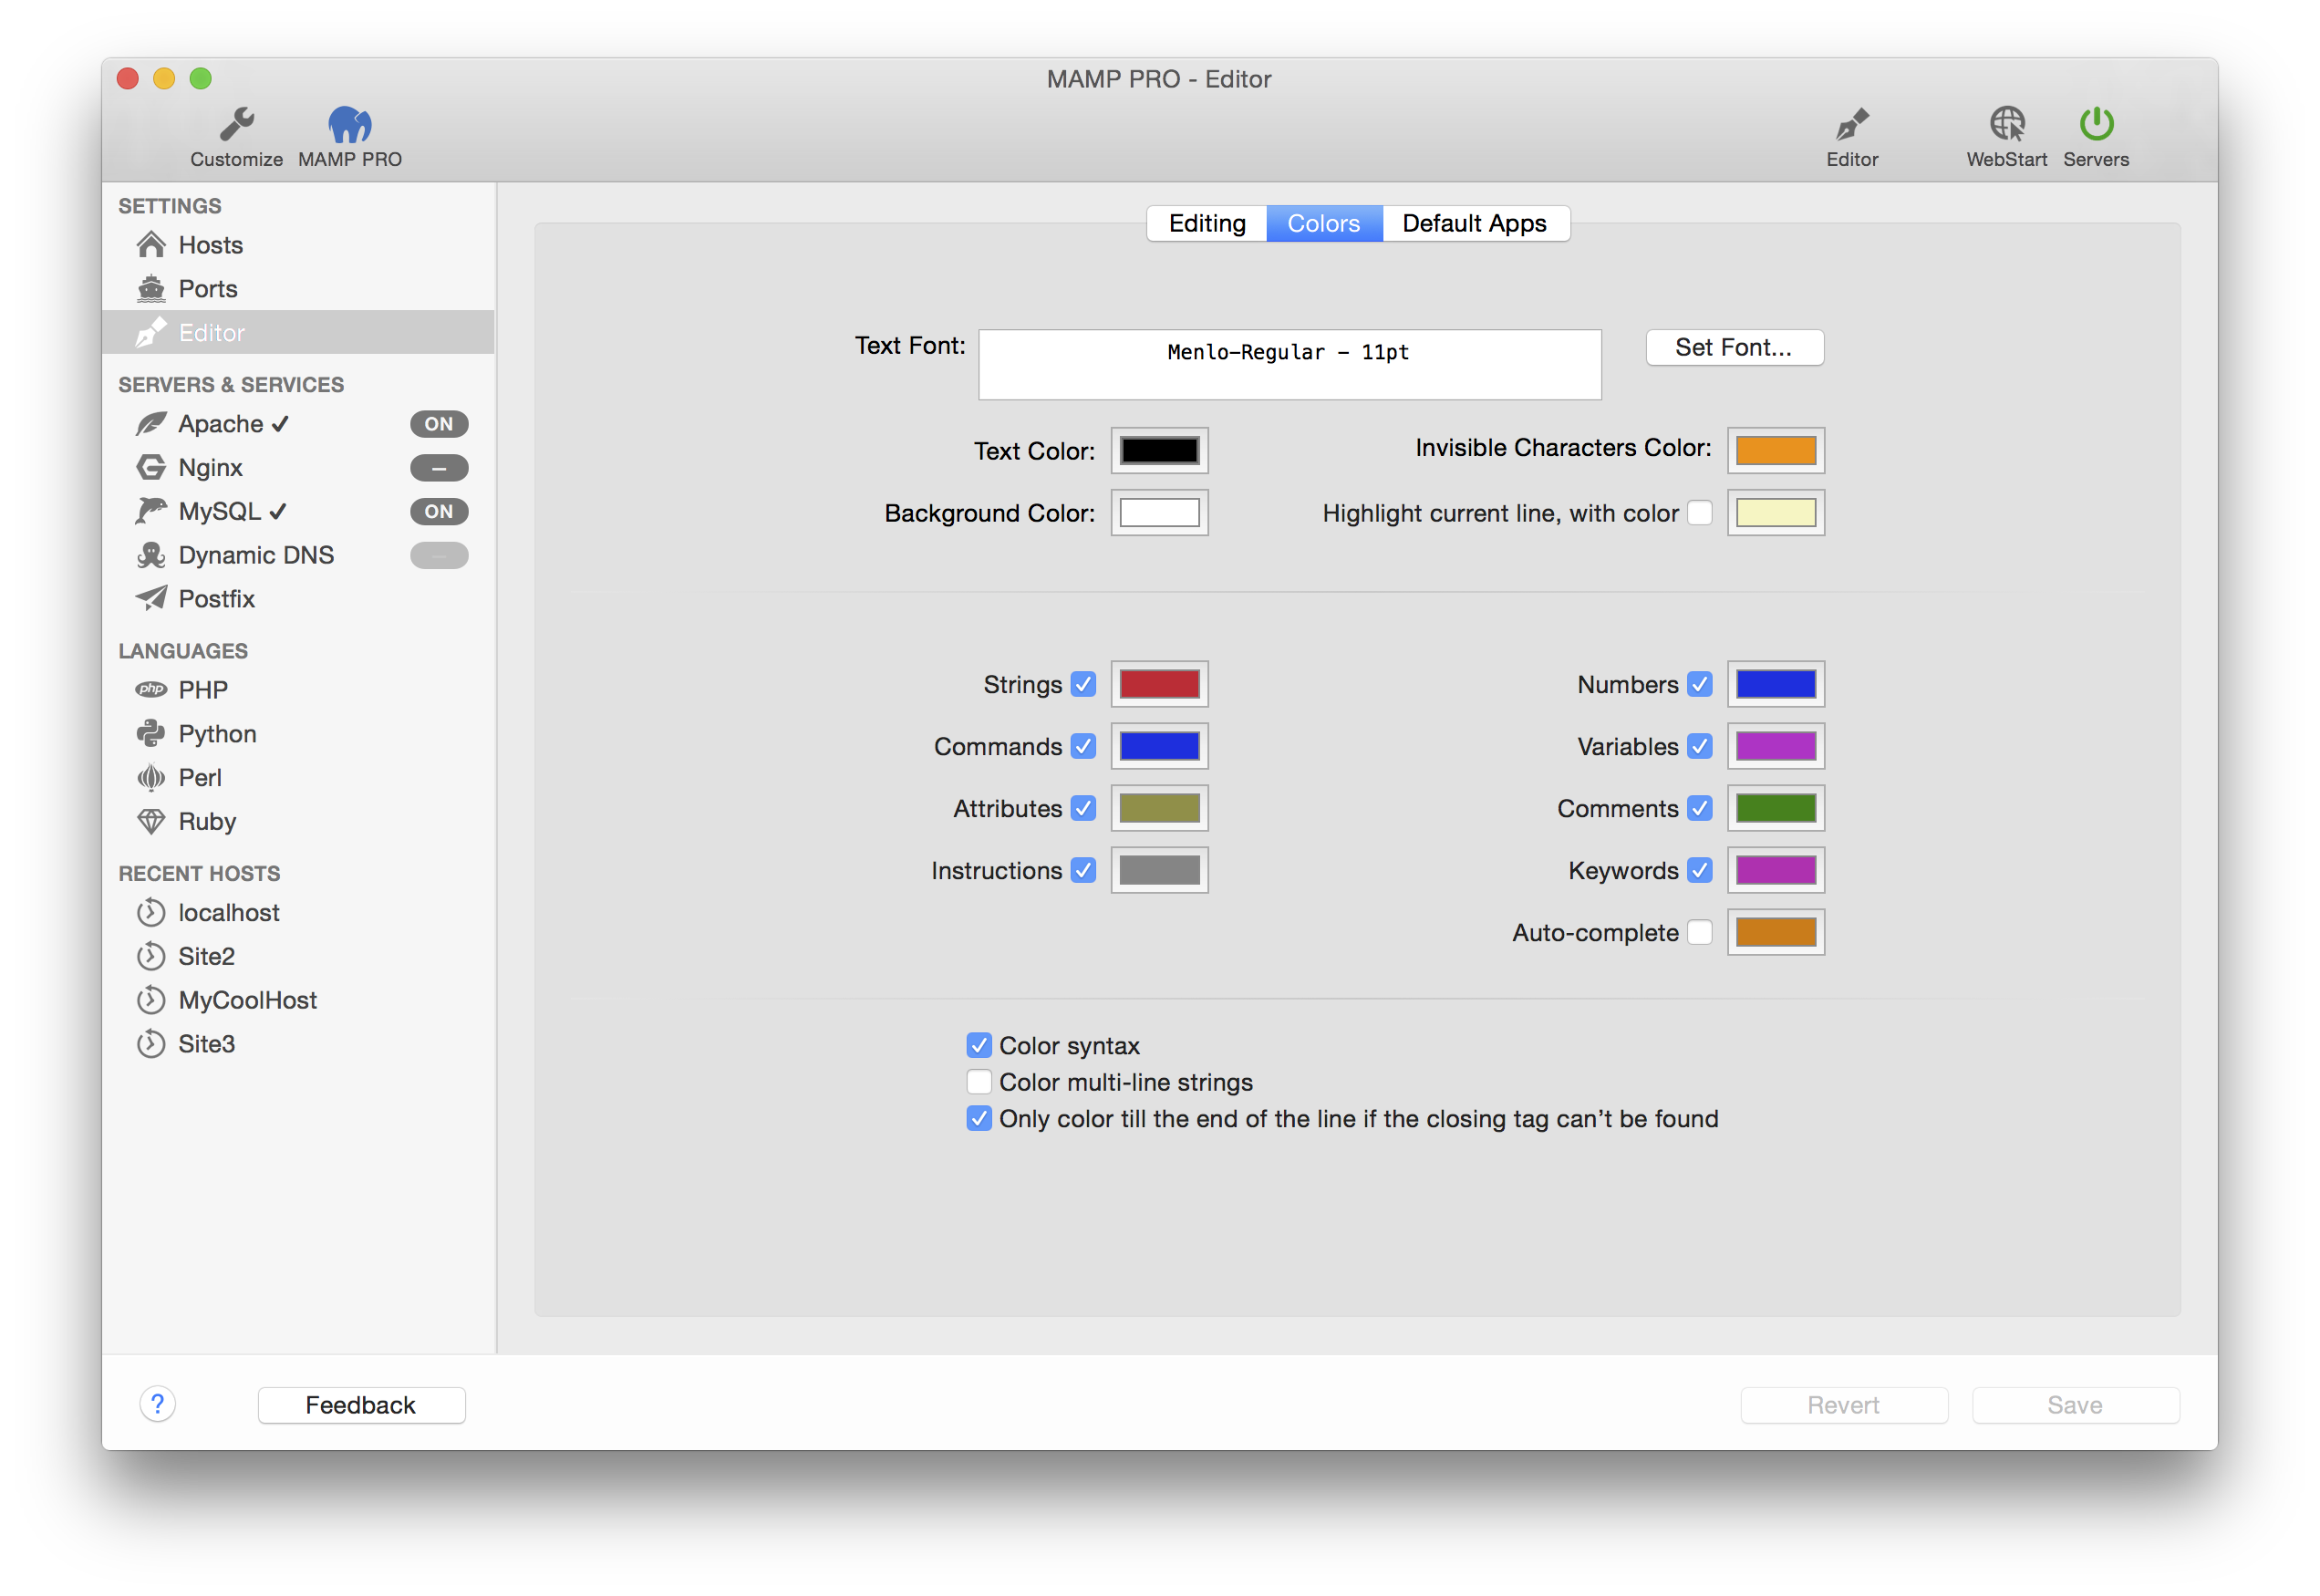 MAMP PRO - Editor
Customize
MAMP PRO
Editor
WebStart
Servers
SETTINGS
Hosts
Ports
Editor
SERVERS & SERVICES
Apache ✓ ON
Nginx –
MySQL ✓ ON
Dynamic DNS –
Postfix
LANGUAGES
php PHP
Python
Perl
Ruby
RECENT HOSTS
localhost
Site2
MyCoolHost
Site3
Editing
Colors
Default Apps
Text Font: Menlo-Regular - 11pt Set Font...
Text Color: Invisible Characters Color:
Background Color: Highlight current line, with color
Strings Numbers
Commands Variables
Attributes Comments
Instructions Keywords
Auto-complete
Color syntax
Color multi-line strings
Only color till the end of the line if the closing tag can’t be found
? Feedback Revert Save